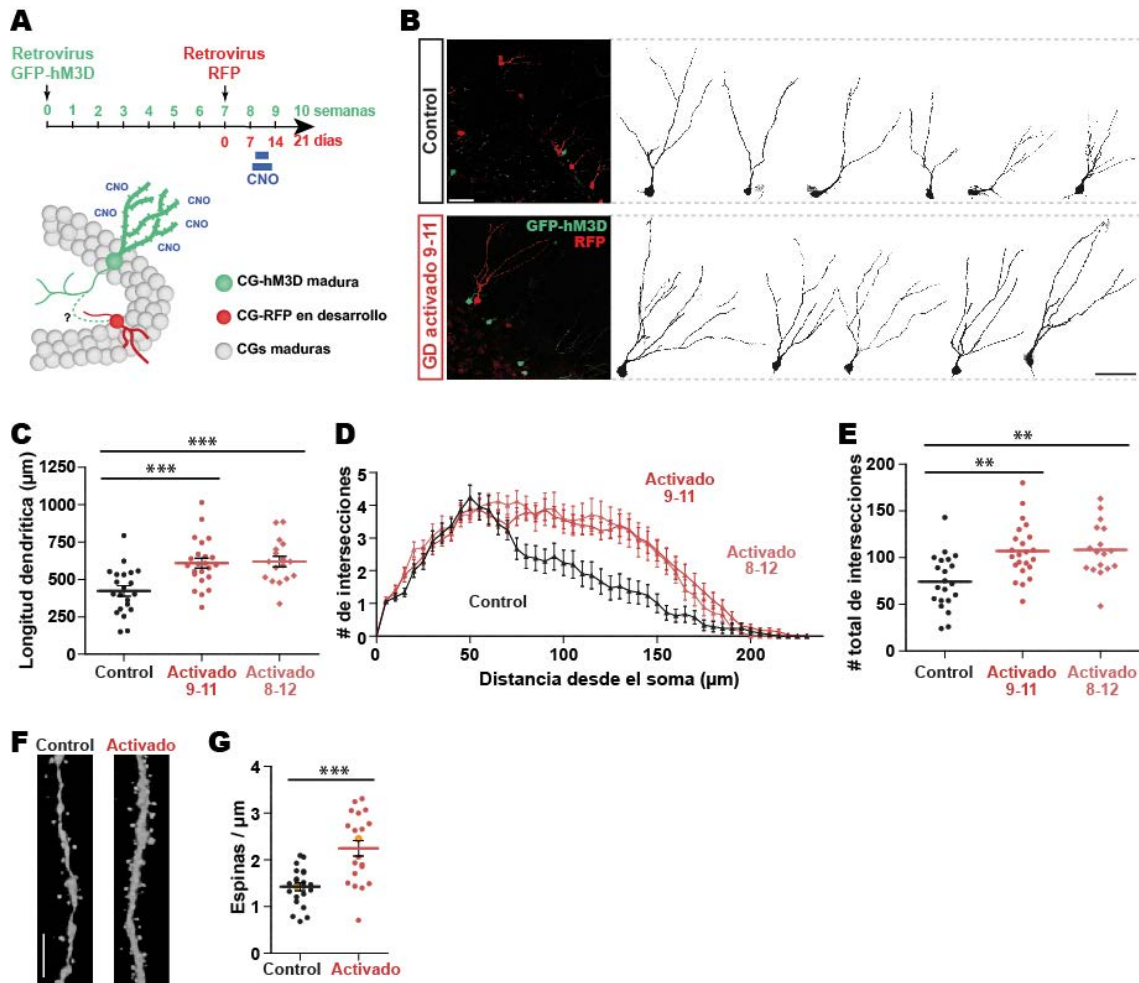 A
Retrovirus
GFP-hM3D
Retrovirus
RFP
0 1 2 3 4 5 6 7 8 9 10 semanas
0 7 14 21 días
CNO
CNO
CNO
CNO
CNO
CNO
?
CG-hM3D madura
CG-RFP en desarrollo
CGs maduras
B
Control
GD activado 9-11
GFP-hM3D
RFP
C
Longitud dendrítica (µm)
1250
1000
750
500
250
0
***
***
Control
Activado
9-11
Activado
8-12
D
# de intersecciones
5
4
3
2
1
0
0 50 100 150 200
Distancia desde el soma (µm)
Control
Activado
9-11
Activado
8-12
E
# total de intersecciones
200
150
100
50
0
**
**
Control
Activado
9-11
Activado
8-12
F
Control Activado
G
Espinas / µm
4
3
2
1
0
***
Control Activado